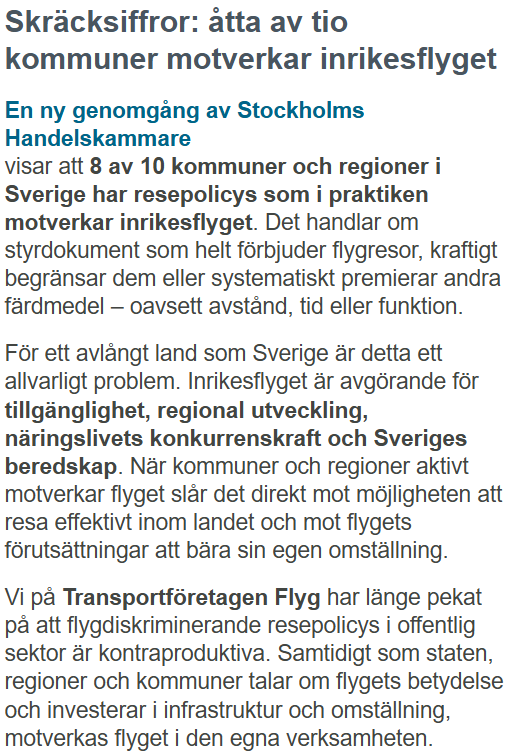 Skräcksiffror: åtta av tio
kommuner motverkar inrikesflyget
En ny genomgång av Stockholms
Handelskammare
visar att 8 av 10 kommuner och regioner i
Sverige har resepolicys som i praktiken
motverkar inrikesflyget. Det handlar om
styrdokument som helt förbjuder flygresor, kraftigt
begränsar dem eller systematiskt premierar andra
färdmedel – oavsett avstånd, tid eller funktion.
För ett avlångt land som Sverige är detta ett
allvarligt problem. Inrikesflyget är avgörande för
tillgänglighet, regional utveckling,
näringslivets konkurrenskraft och Sveriges
beredskap. När kommuner och regioner aktivt
motverkar flyget slår det direkt mot möjligheten att
resa effektivt inom landet och mot flygets
förutsättningar att bära sin egen omställning.
Vi på Transportföretagen Flyg har länge pekat
på att flygdiskriminerande resepolicys i offentlig
sektor är kontraproduktiva. Samtidigt som staten,
regioner och kommuner talar om flygets betydelse
och investerar i infrastruktur och omställning,
motverkas flyget i den egna verksamheten.